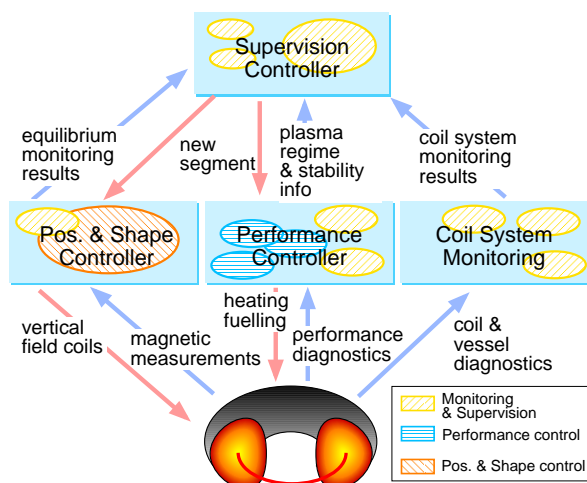 Supervision
Controller
equilibrium
monitoring
results
new
segment
plasma
regime
& stability
info
coil system
monitoring
results
Pos. & Shape
Controller
Performance
Controller
Coil System
Monitoring
vertical
field coils
magnetic
measurements
heating
fuelling
performance
diagnostics
coil &
vessel
diagnostics
Monitoring
& Supervision
Performance control
Pos. & Shape control